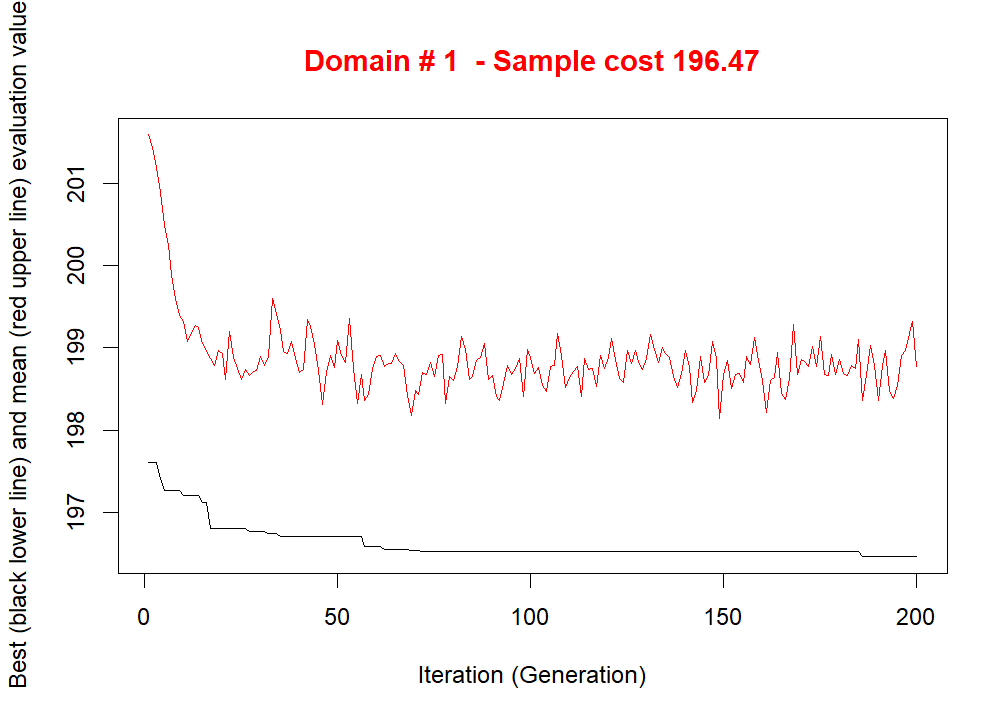 Domain # 1  - Sample cost 196.47
Best (black lower line) and mean (red upper line) evaluation value
201
200
199
198
197
0 50 100 150 200
Iteration (Generation)